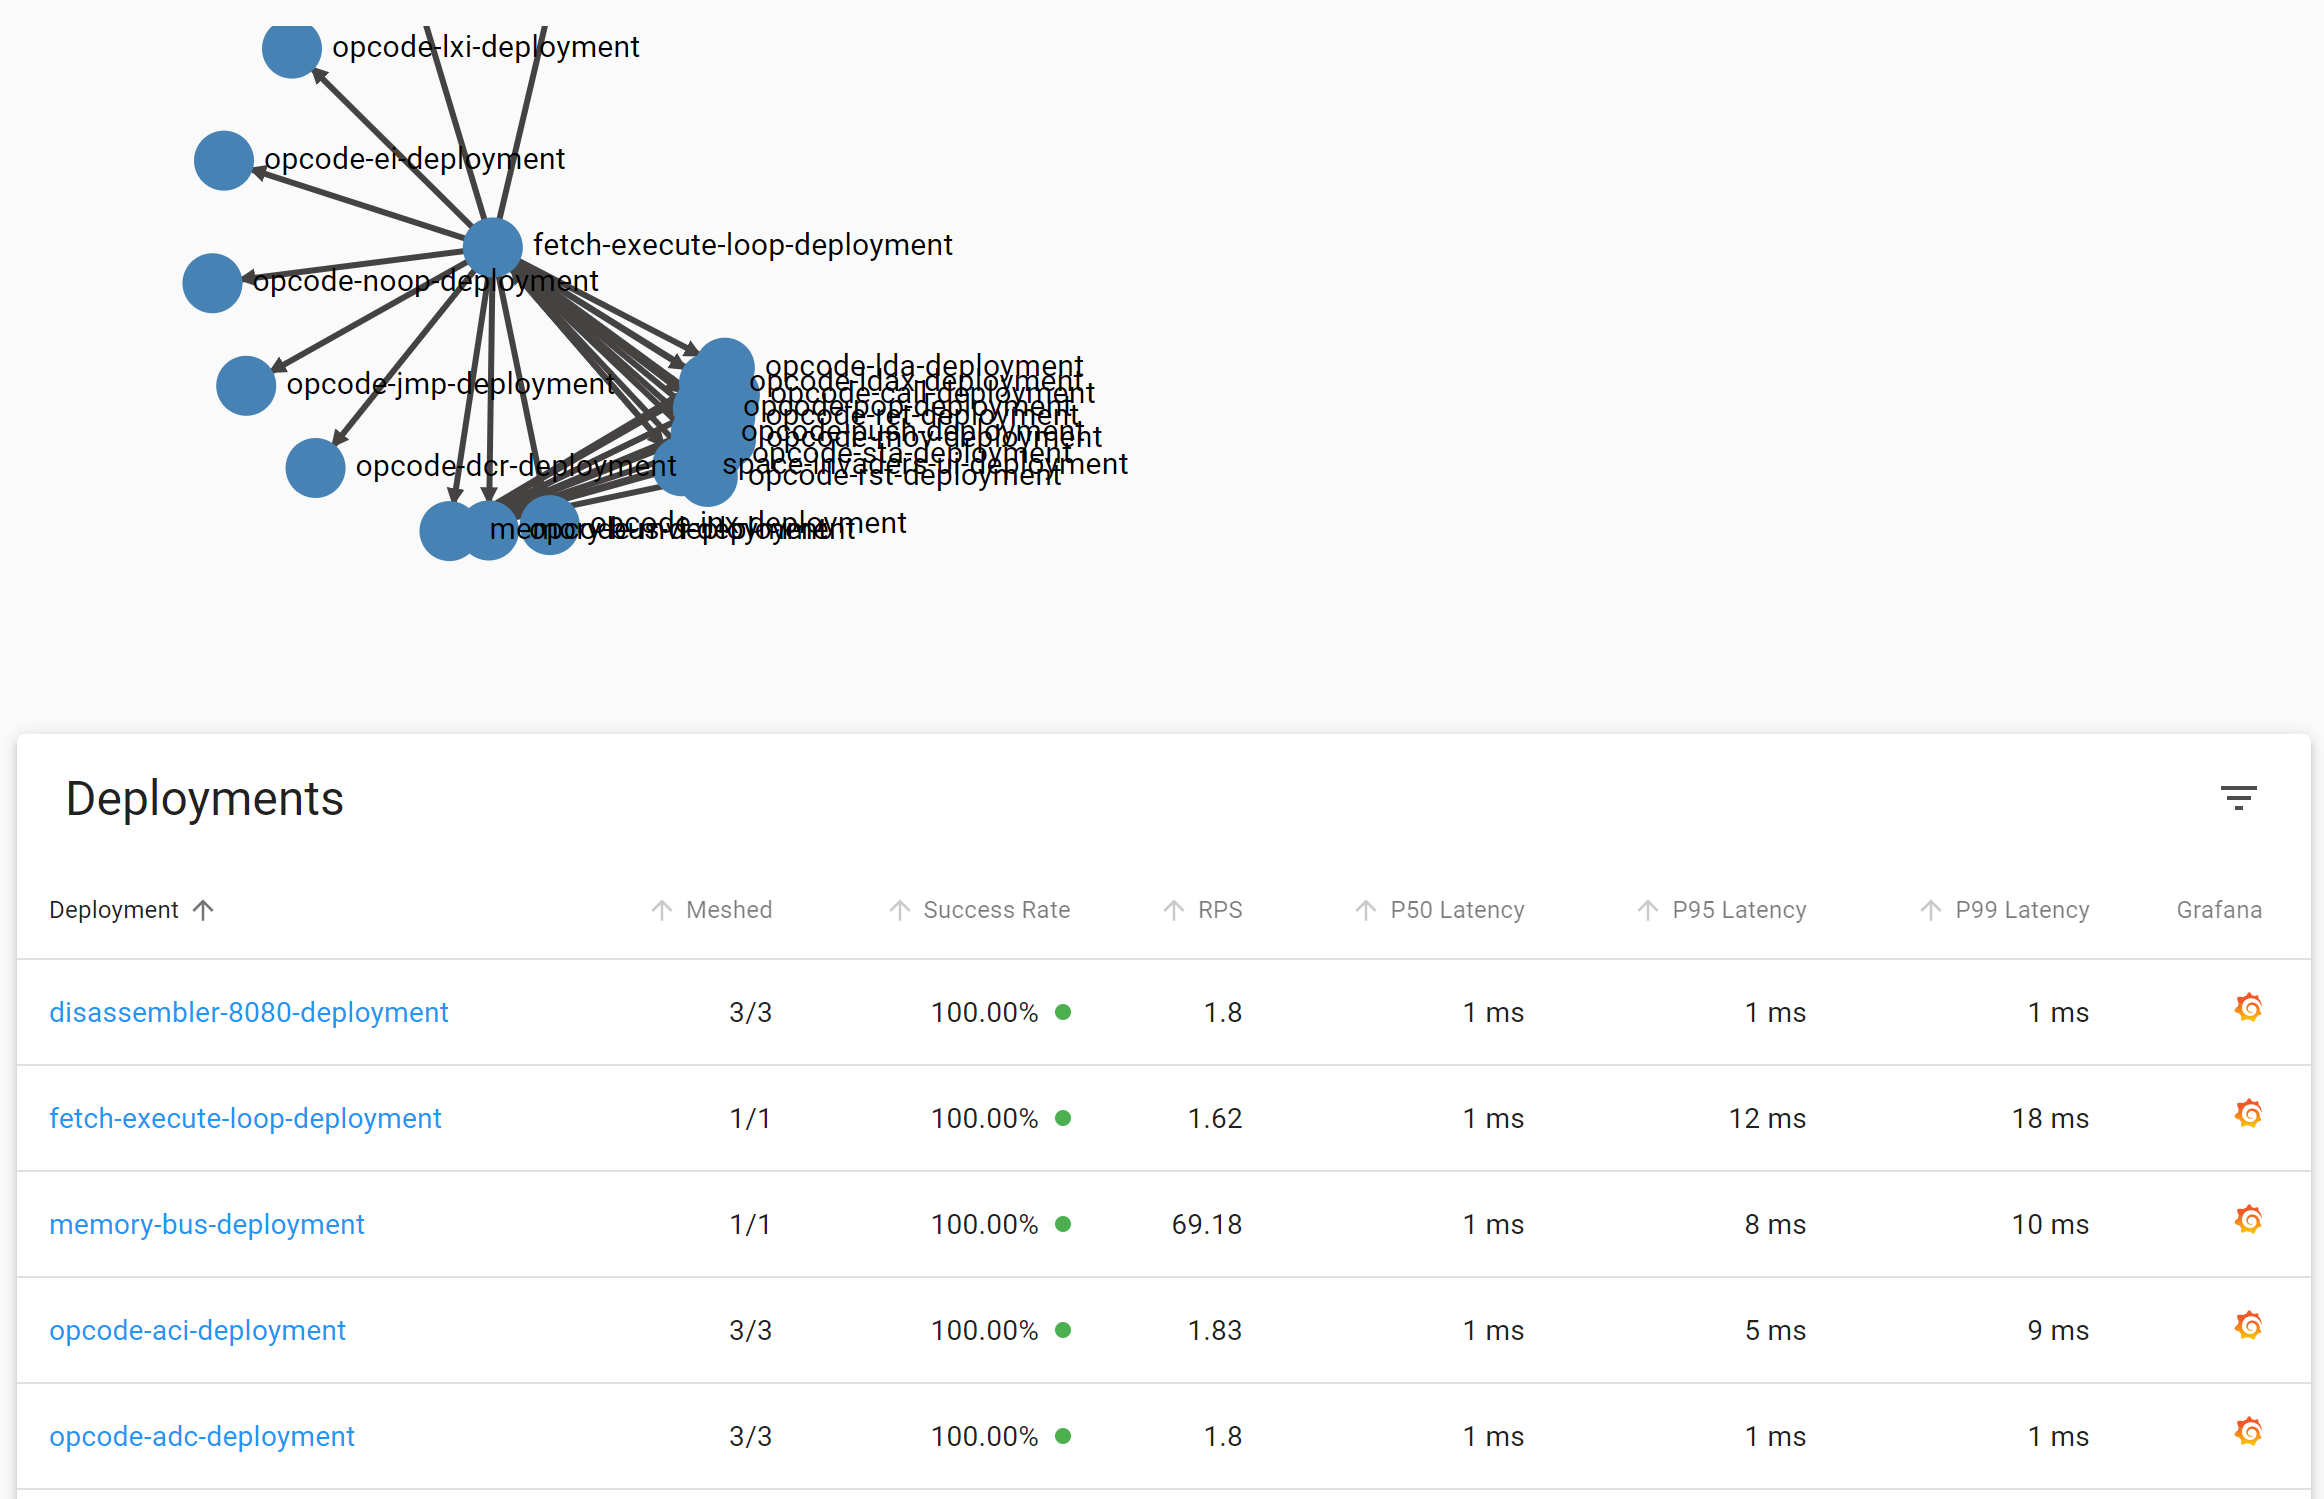 opcode-lxi-deployment
opcode-ei-deployment
fetch-execute-loop-deployment
opcode-noop-deployment
opcode-lda-deployment
opcode-ldax-deployment
opcode-jmp-deployment
opcode-call-deployment
opcode-pop-deployment
opcode-ret-deployment
opcode-push-deployment
opcode-mov-deployment
opcode-sta-deployment
space-invaders-ui-deployment
opcode-dcr-deployment
opcode-rst-deployment
opcode-inx-deployment
memory-bus-deployment
Deployments
Deployment Meshed Success Rate RPS P50 Latency P95 Latency P99 Latency Grafana
disassembler-8080-deployment 3/3 100.00% 1.8 1 ms 1 ms 1 ms
fetch-execute-loop-deployment 1/1 100.00% 1.62 1 ms 12 ms 18 ms
memory-bus-deployment 1/1 100.00% 69.18 1 ms 8 ms 10 ms
opcode-aci-deployment 3/3 100.00% 1.83 1 ms 5 ms 9 ms
opcode-adc-deployment 3/3 100.00% 1.8 1 ms 1 ms 1 ms